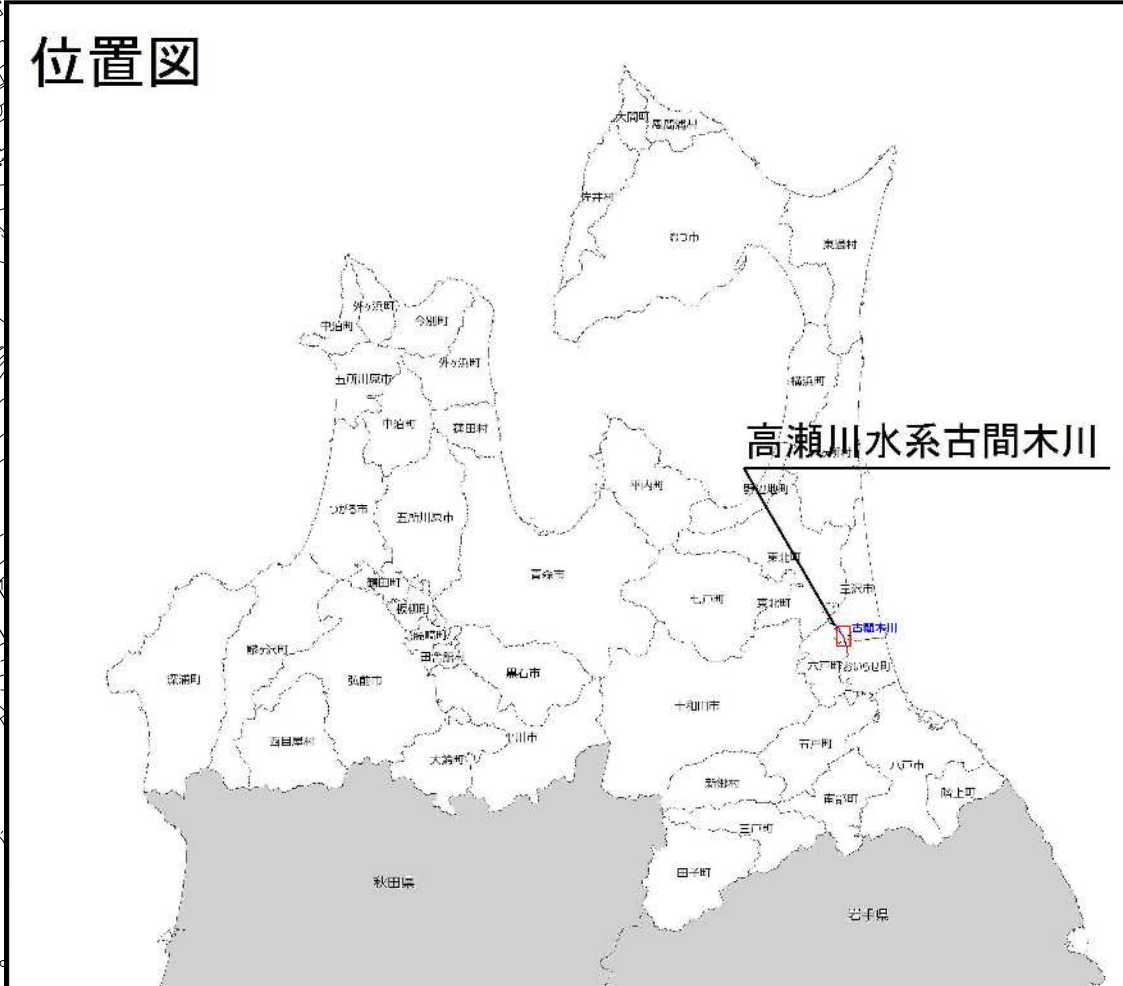 位置図
大間町
風間浦村
佐井村
むつ市
東通村
外ヶ浜町
中泊町
今別町
外ヶ浜町
五所川原市
横浜町
中泊町
蓬田村
高瀬川水系古間木川
平内町
野辺地町
つがる市
五所川原市
東北町
青森市
鶴田町
三沢市
七戸町
東北町
板柳町
古間木川
藤崎町
田舎館村
鰺ヶ沢町
六戸町
おいらせ町
黒石市
深浦町
弘前市
十和田市
平川市
西目屋村
五戸町
大鰐町
八戸市
新郷村
階上町
南部町
三戸町
田子町
秋田県
岩手県